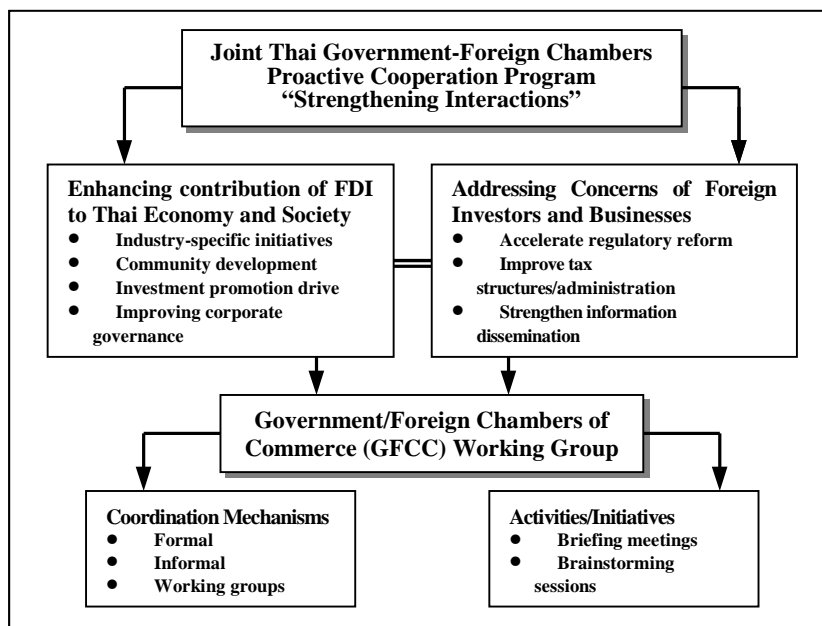 Joint Thai Government-Foreign Chambers
Proactive Cooperation Program
“Strengthening Interactions”
Enhancing contribution of FDI
to Thai Economy and Society
● Industry-specific initiatives
● Community development
● Investment promotion drive
● Improving corporate
governance
Addressing Concerns of Foreign
Investors and Businesses
● Accelerate regulatory reform
● Improve tax
structures/administration
● Strengthen information
dissemination
Government/Foreign Chambers of
Commerce (GFCC) Working Group
Coordination Mechanisms
● Formal
● Informal
● Working groups
Activities/Initiatives
● Briefing meetings
● Brainstorming
sessions